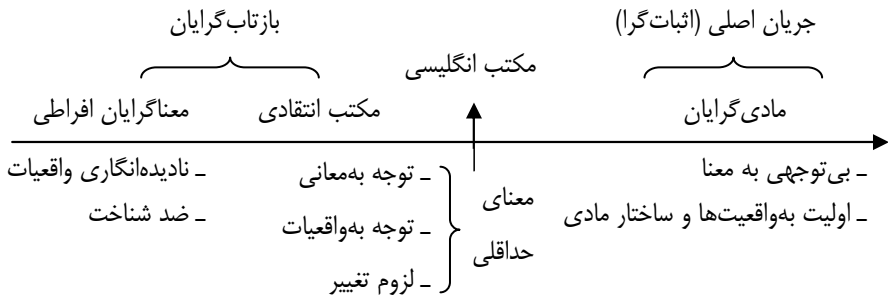 جریان اصلی (اثبات‌گرا)
بازتاب‌گرایان
مکتب انگلیسی
مادی‌گرایان
مکتب انتقادی
معناگرایان افراطی
ـ بی‌توجهی به معنا
ـ اولیت به‌واقعیت‌ها و ساختار مادی
معنای
حداقلی
ـ توجه به‌معانی
ـ توجه به‌واقعیات
ـ لزوم تغییر
ـ نادیده‌انگاری واقعیات
ـ ضد شناخت